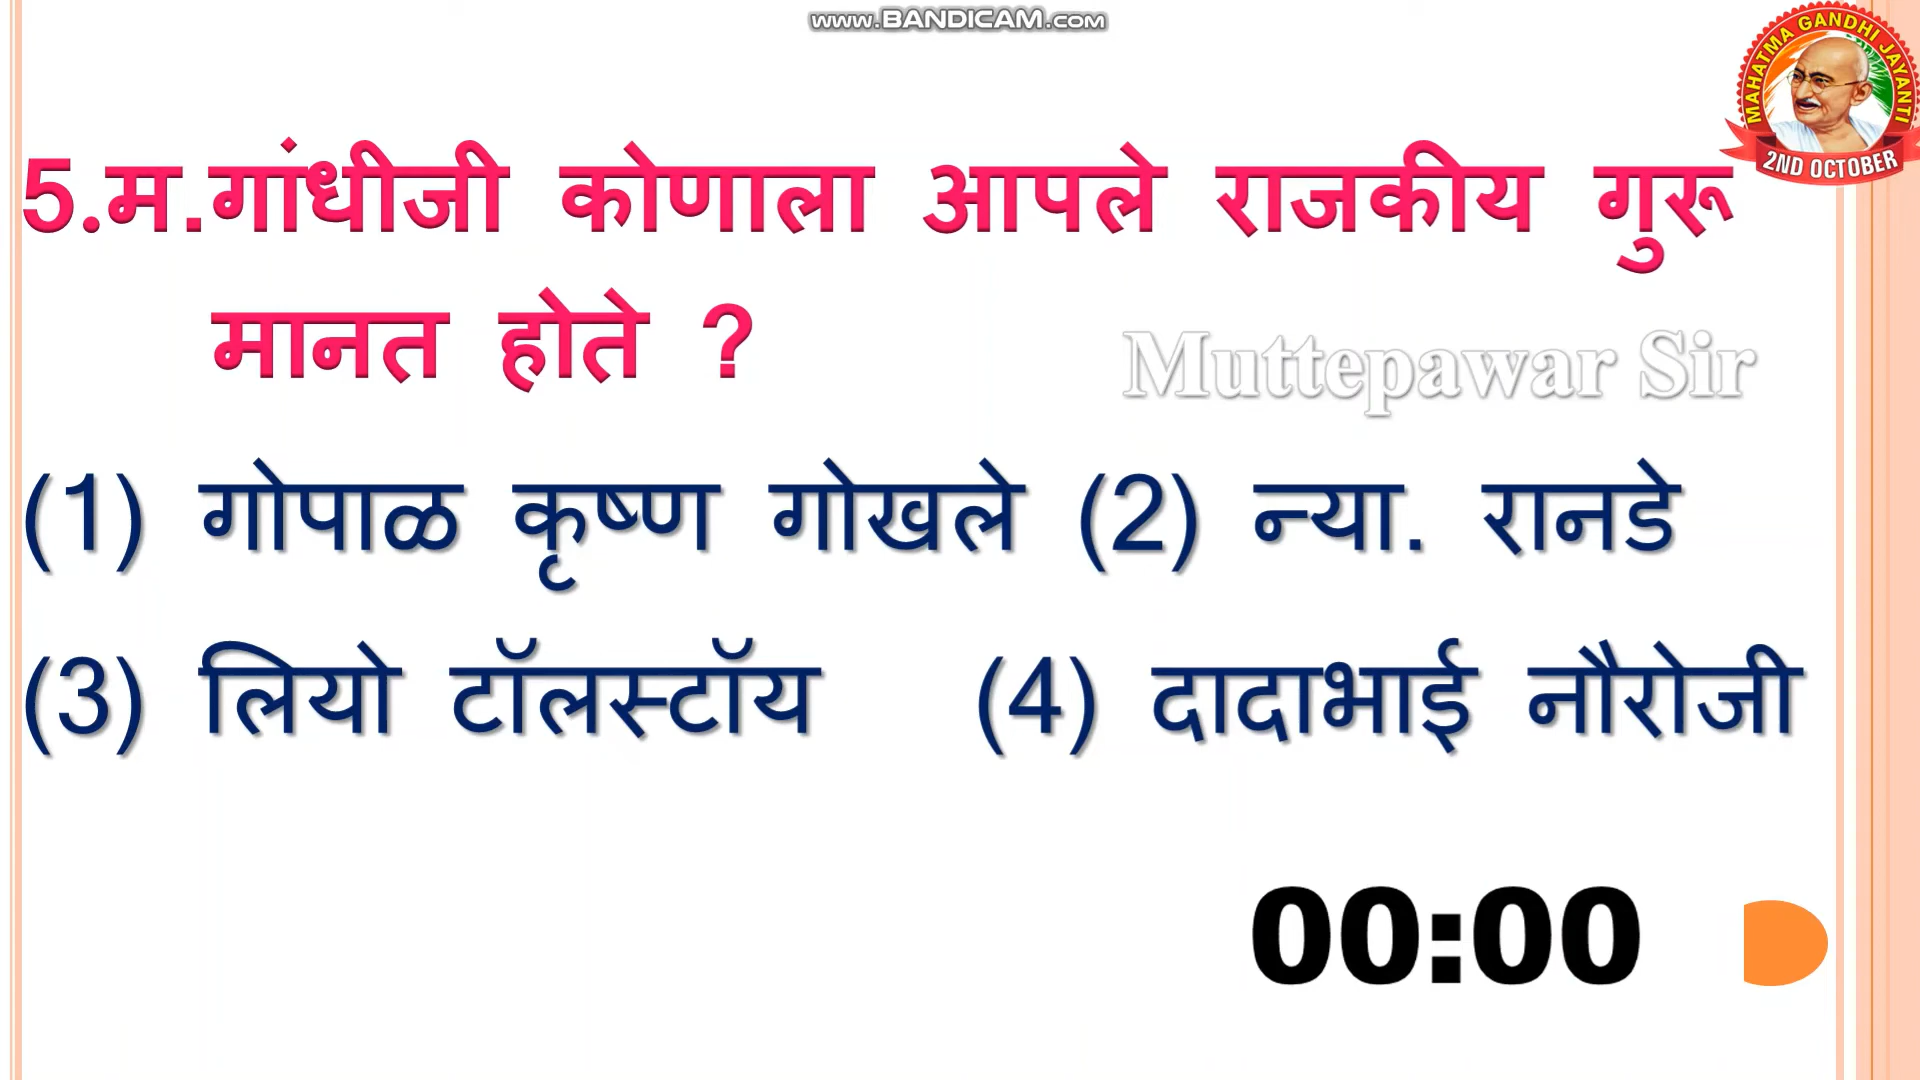 www.BANDICAM.com
MAHATMA GANDHI JAYANTI
2ND OCTOBER
5.म.गांधीजी कोणाला आपले राजकीय गुरू
मानत होते ?
Muttepawar Sir
(1) गोपाळ कृष्ण गोखले (2) न्या. रानडे
(3) लियो टॉलस्टॉय (4) दादाभाई नौरोजी
00:00